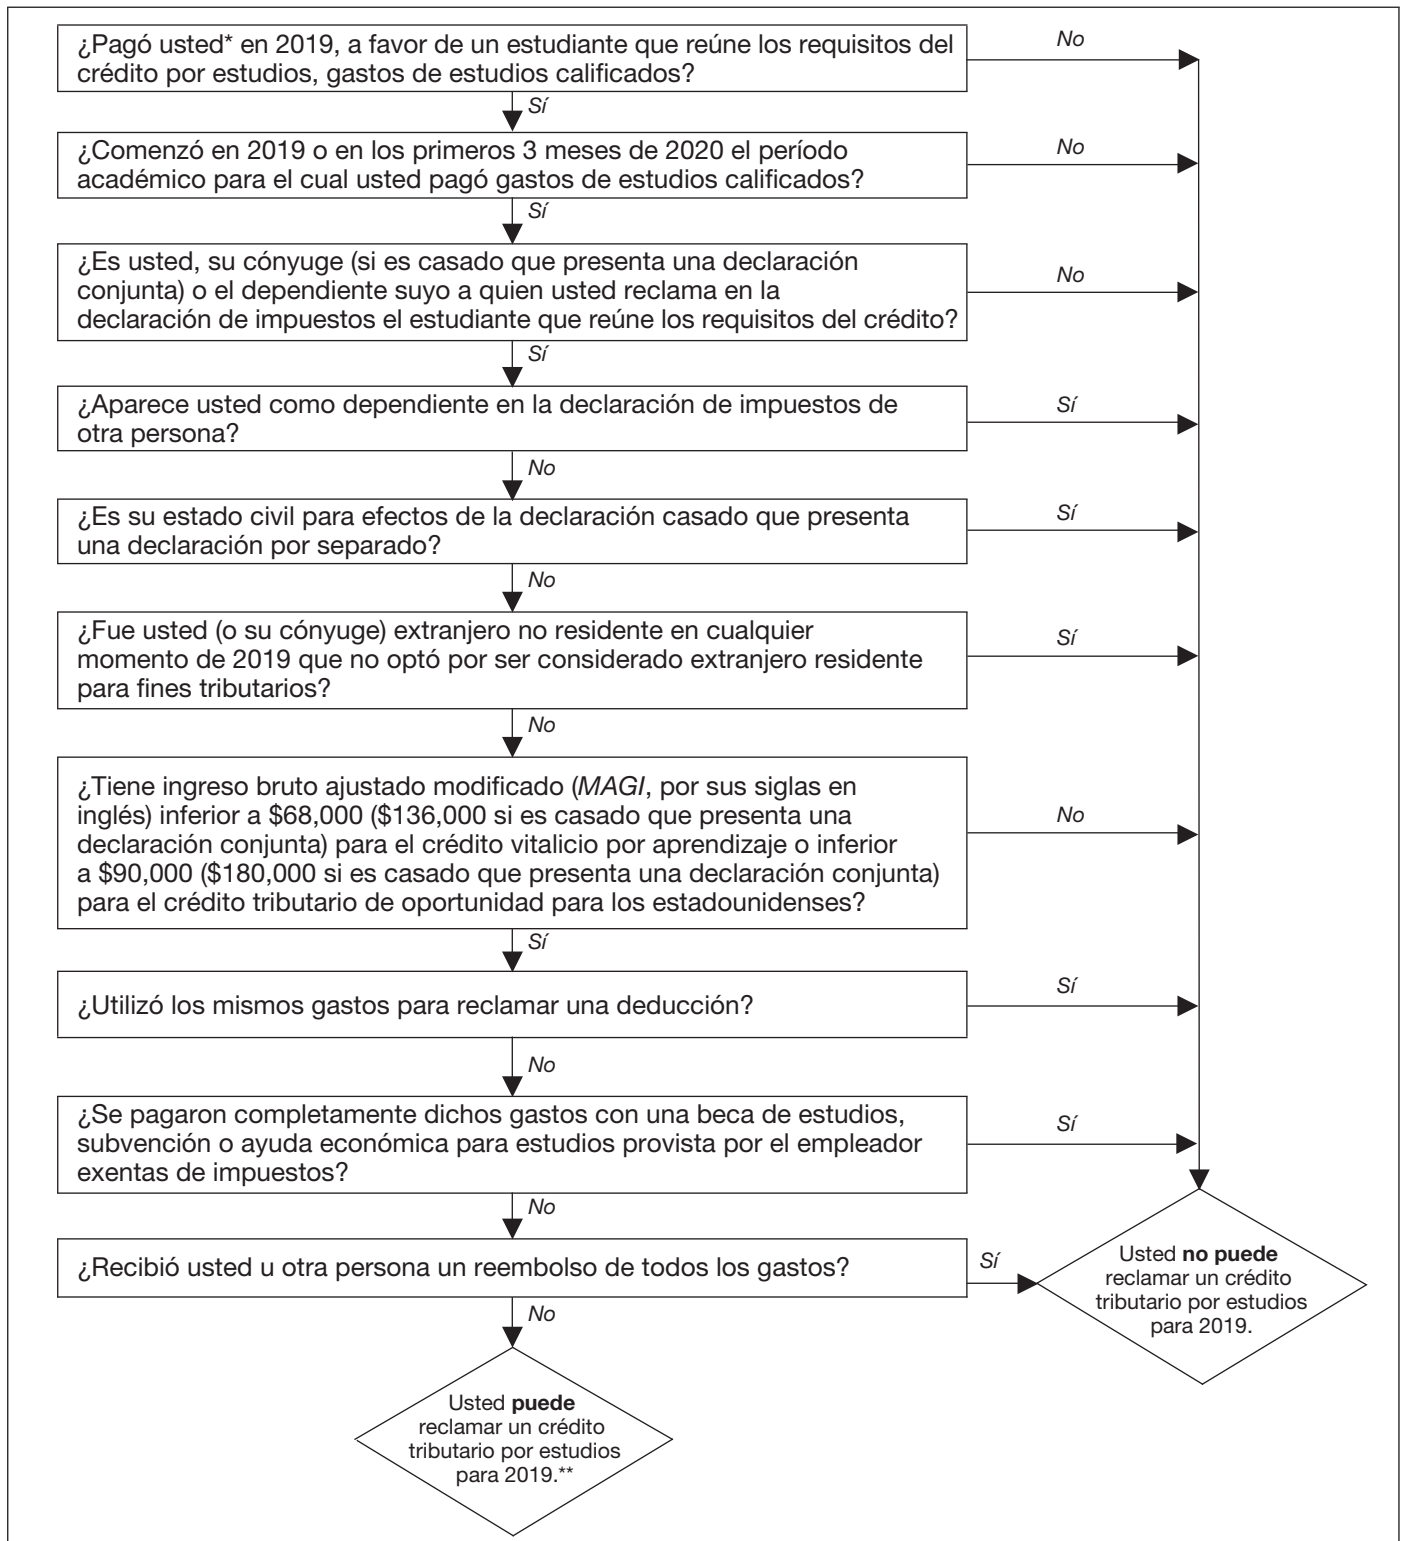 ¿Pagó usted* en 2019, a favor de un estudiante que reúne los requisitos del
crédito por estudios, gastos de estudios calificados?
No
Sí
¿Comenzó en 2019 o en los primeros 3 meses de 2020 el período
académico para el cual usted pagó gastos de estudios calificados?
No
Sí
¿Es usted, su cónyuge (si es casado que presenta una declaración
conjunta) o el dependiente suyo a quien usted reclama en la
declaración de impuestos el estudiante que reúne los requisitos del crédito?
No
Sí
¿Aparece usted como dependiente en la declaración de impuestos de
otra persona?
Sí
No
¿Es su estado civil para efectos de la declaración casado que presenta
una declaración por separado?
Sí
No
¿Fue usted (o su cónyuge) extranjero no residente en cualquier
momento de 2019 que no optó por ser considerado extranjero residente
para fines tributarios?
Sí
No
¿Tiene ingreso bruto ajustado modificado (MAGI, por sus siglas en
inglés) inferior a $68,000 ($136,000 si es casado que presenta una
declaración conjunta) para el crédito vitalicio por aprendizaje o inferior
a $90,000 ($180,000 si es casado que presenta una declaración conjunta)
para el crédito tributario de oportunidad para los estadounidenses?
No
Sí
¿Utilizó los mismos gastos para reclamar una deducción?
Sí
No
¿Se pagaron completamente dichos gastos con una beca de estudios,
subvención o ayuda económica para estudios provista por el empleador
exentas de impuestos?
Sí
No
¿Recibió usted u otra persona un reembolso de todos los gastos?
Sí
No
Usted no puede
reclamar un crédito
tributario por estudios
para 2019.
Usted puede
reclamar un crédito
tributario por estudios
para 2019.**